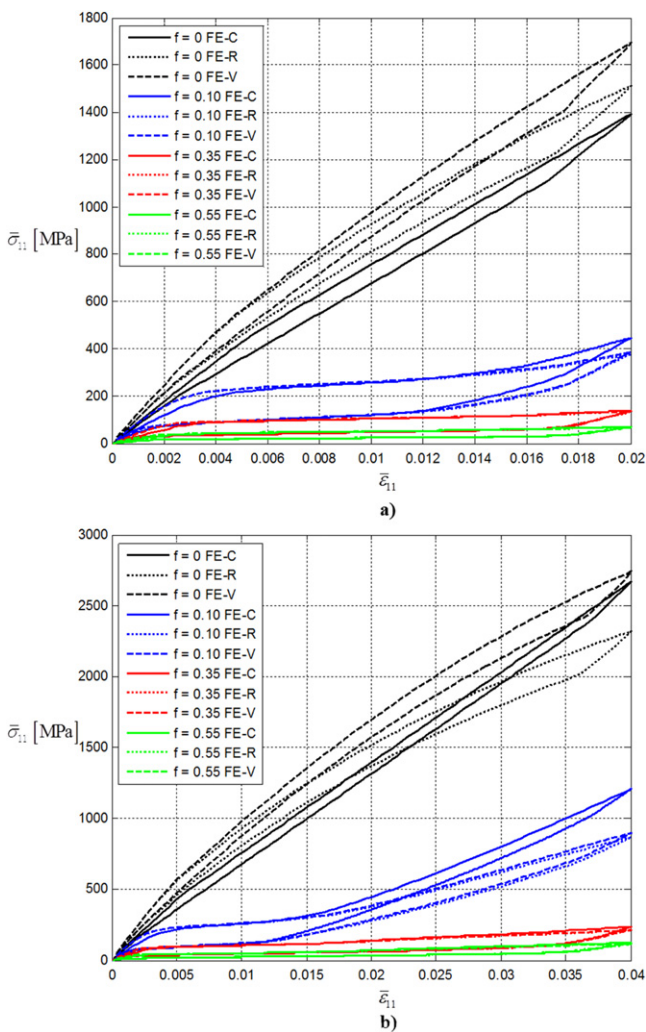 1800
1600
1400
1200
1000
800
600
400
200
0
σ̄₁₁ [MPa]
f = 0 FE-C
f = 0 FE-R
f = 0 FE-V
f = 0.10 FE-C
f = 0.10 FE-R
f = 0.10 FE-V
f = 0.35 FE-C
f = 0.35 FE-R
f = 0.35 FE-V
f = 0.55 FE-C
f = 0.55 FE-R
f = 0.55 FE-V
0 0.002 0.004 0.006 0.008 0.01 0.012 0.014 0.016 0.018 0.02
ε̄₁₁
a)
3000
2500
2000
1500
1000
500
0
σ̄₁₁ [MPa]
f = 0 FE-C
f = 0 FE-R
f = 0 FE-V
f = 0.10 FE-C
f = 0.10 FE-R
f = 0.10 FE-V
f = 0.35 FE-C
f = 0.35 FE-R
f = 0.35 FE-V
f = 0.55 FE-C
f = 0.55 FE-R
f = 0.55 FE-V
0 0.005 0.01 0.015 0.02 0.025 0.03 0.035 0.04
ε̄₁₁
b)